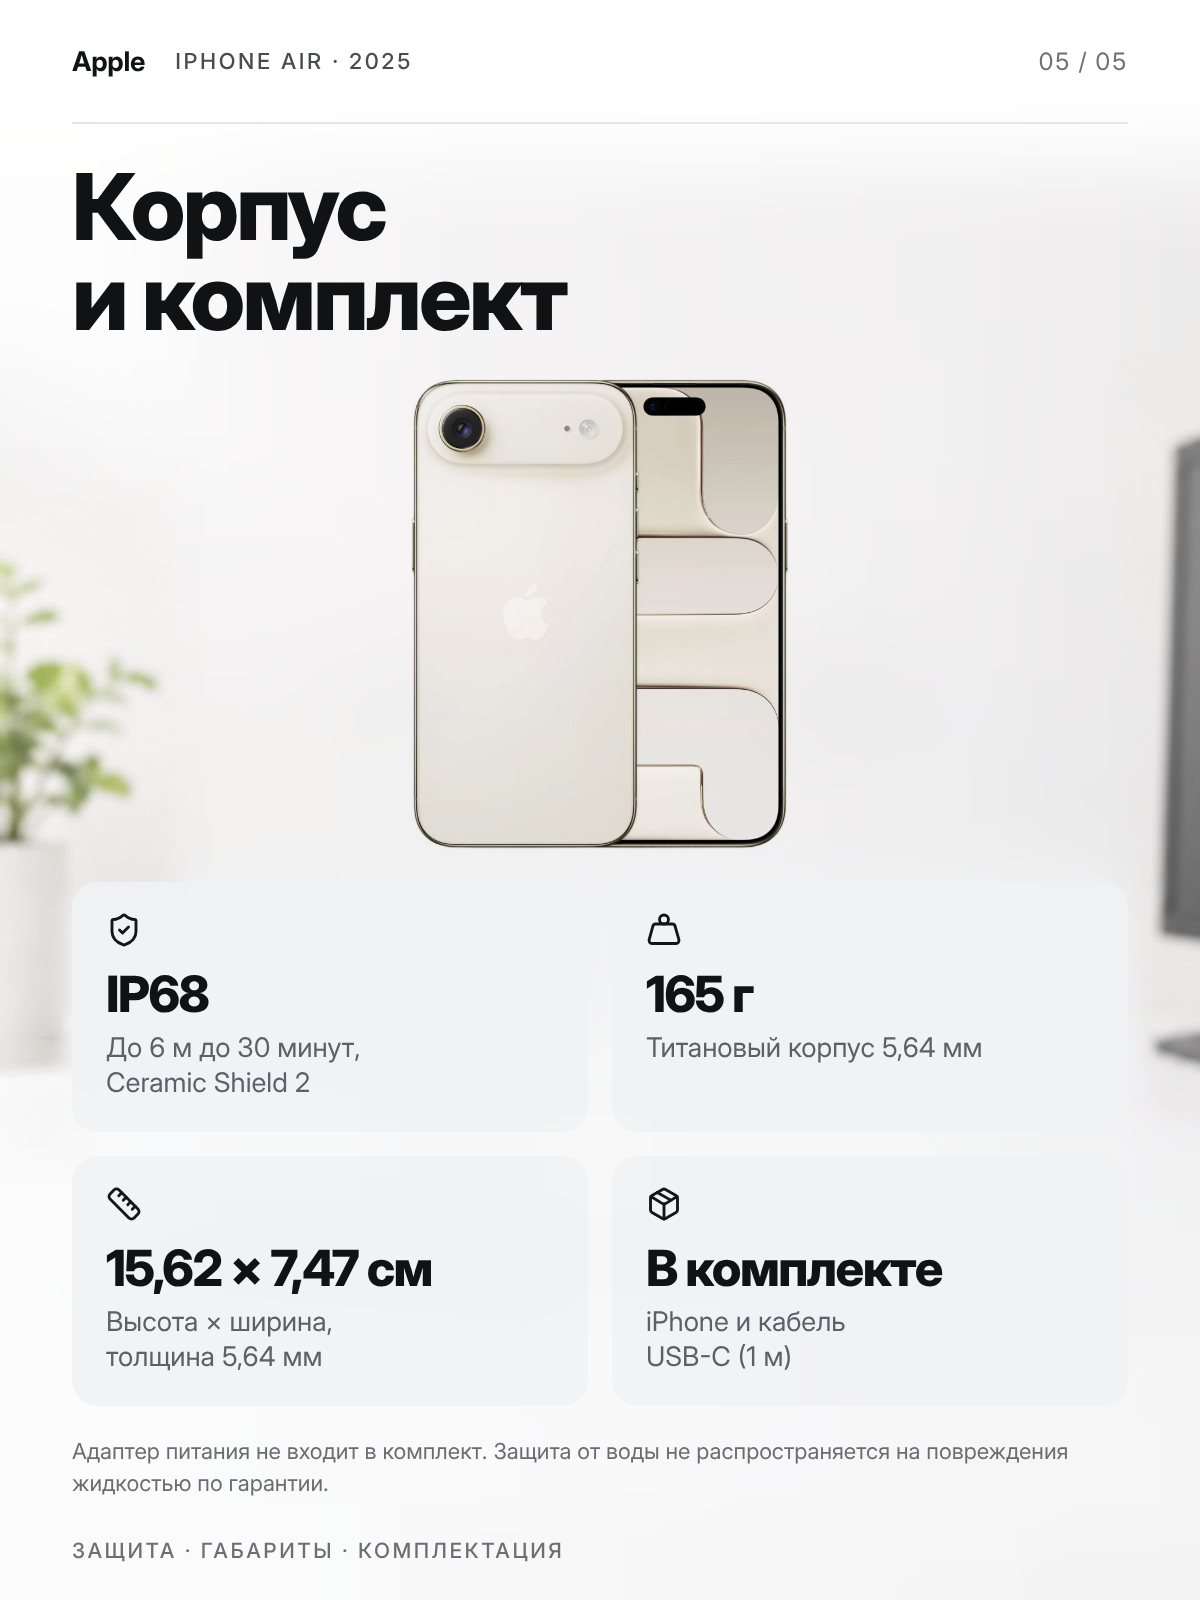 Apple IPHONE AIR · 2025 05 / 05
Корпус
и комплект
IP68
До 6 м до 30 минут,
Ceramic Shield 2
165 г
Титановый корпус 5,64 мм
15,62 × 7,47 см
Высота × ширина,
толщина 5,64 мм
В комплекте
iPhone и кабель
USB-C (1 м)
Адаптер питания не входит в комплект. Защита от воды не распространяется на повреждения
жидкостью по гарантии.
ЗАЩИТА · ГАБАРИТЫ · КОМПЛЕКТАЦИЯ